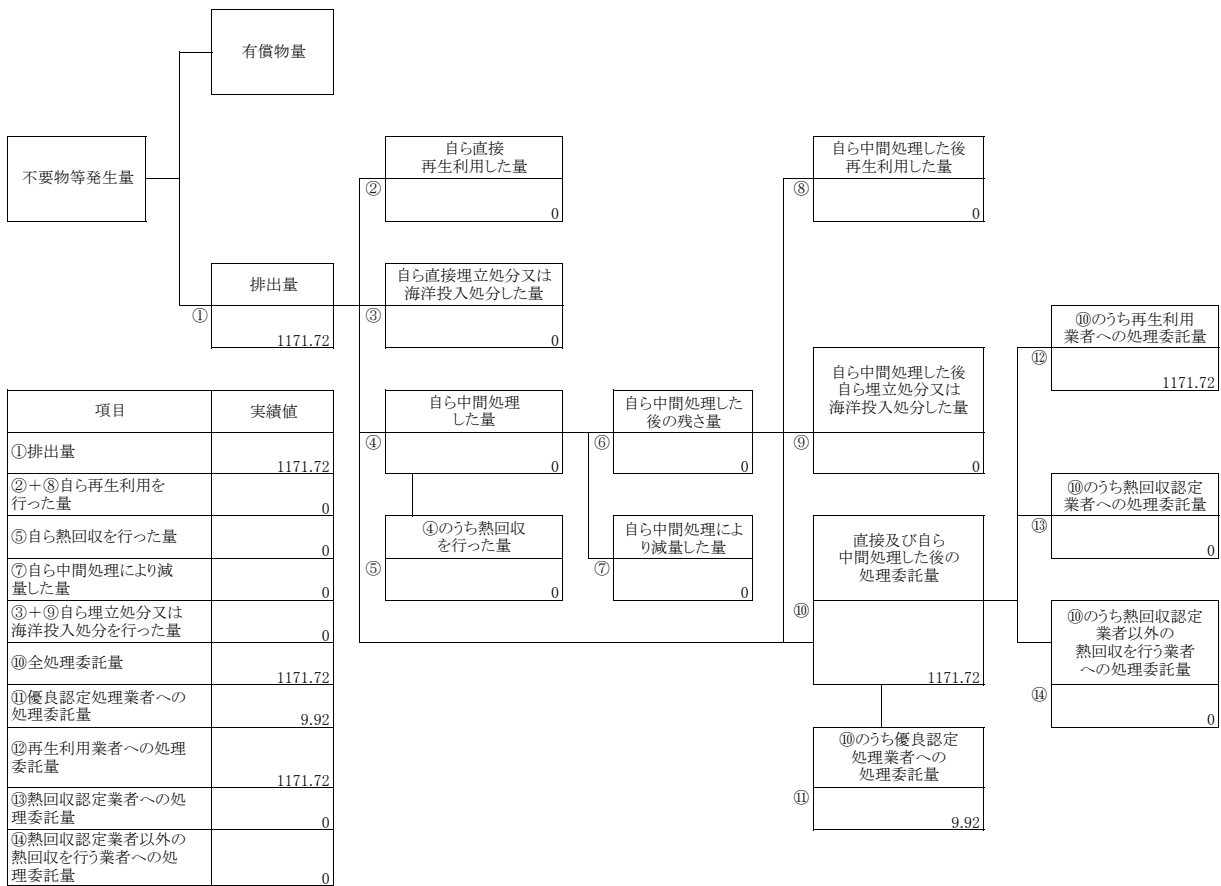 有償物量
不要物等発生量
自ら直接
再生利用した量
②
0
自ら中間処理した後
再生利用した量
⑧
0
排出量
①
1171.72
自ら直接埋立処分又は
海洋投入処分した量
③
0
⑩のうち再生利用
業者への処理委託量
⑫
1171.72
自ら中間処理した後
自ら埋立処分又は
海洋投入処分した量
⑨
0
自ら中間処理
した量
④
0
自ら中間処理した
後の残さ量
⑥
0
⑩のうち熱回収認定
業者への処理委託量
⑬
0
④のうち熱回収
を行った量
⑤
0
自ら中間処理によ
り減量した量
⑦
0
直接及び自ら
中間処理した後の
処理委託量
⑩
1171.72
⑩のうち熱回収認定
業者以外の
熱回収を行う業者
への処理委託量
⑭
0
⑩のうち優良認定
処理業者への
処理委託量
⑪
9.92
項目 実績値
①排出量
1171.72
②+⑧自ら再生利用を
行った量
0
⑤自ら熱回収を行った量
0
⑦自ら中間処理により減
量した量
0
③+⑨自ら埋立処分又は
海洋投入処分を行った量
0
⑩全処理委託量
1171.72
⑪優良認定処理業者への
処理委託量
9.92
⑫再生利用業者への処理
委託量
1171.72
⑬熱回収認定業者への処
理委託量
0
⑭熱回収認定業者以外の
熱回収を行う業者への処
理委託量
0